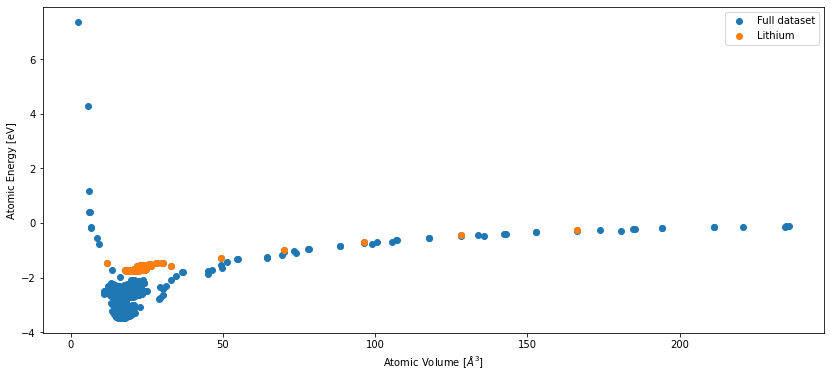 Full dataset
Lithium
6
4
2
0
−2
−4
Atomic Energy [eV]
0 50 100 150 200
Atomic Volume [Å³]